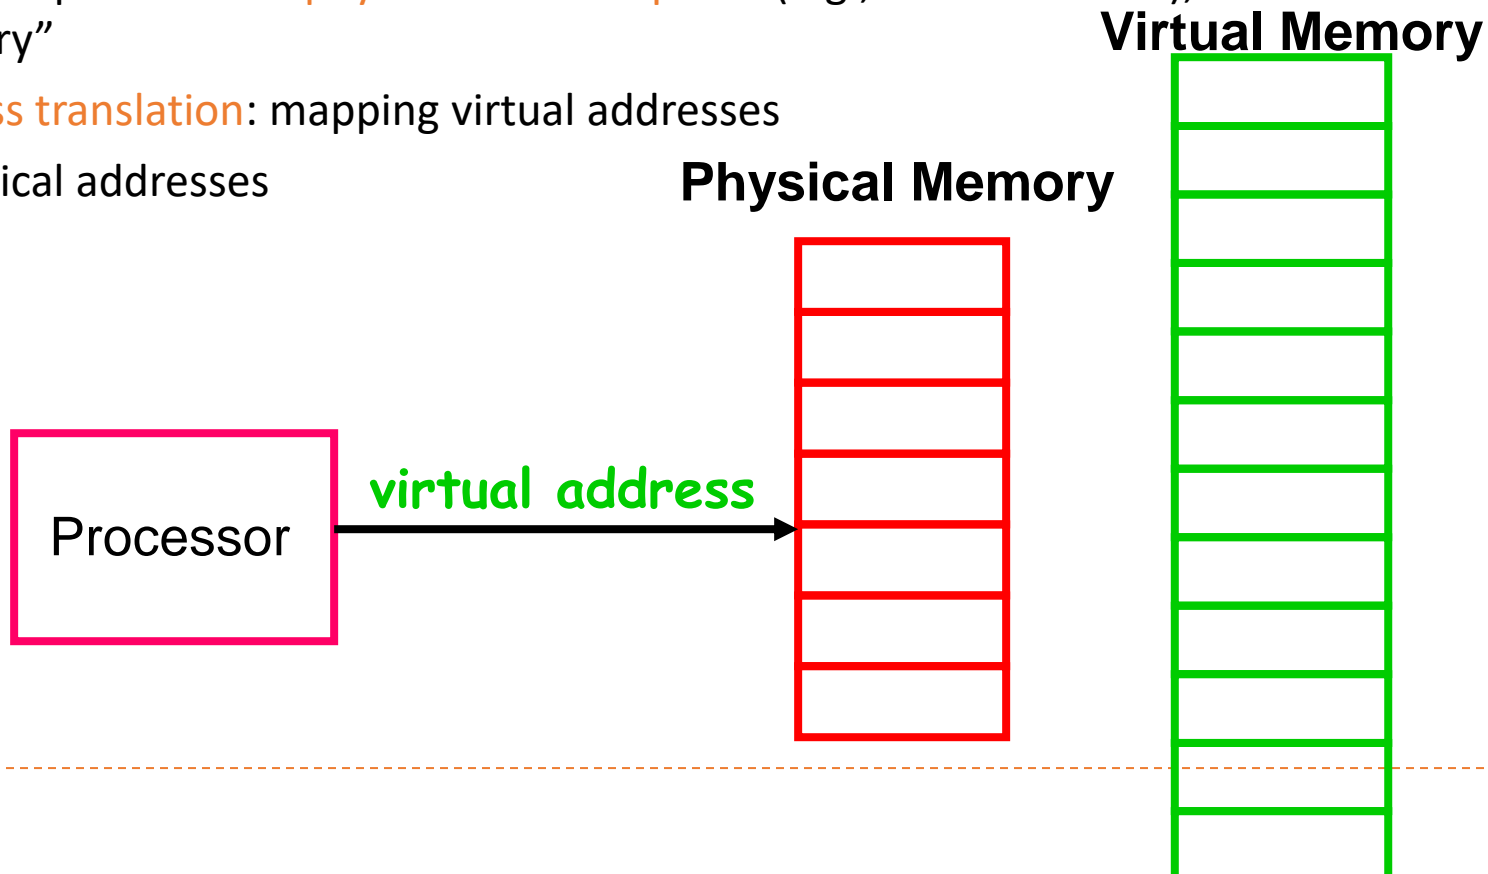 ry”
ss translation: mapping virtual addresses
ical addresses
Virtual Memory
Physical Memory
virtual address
Processor